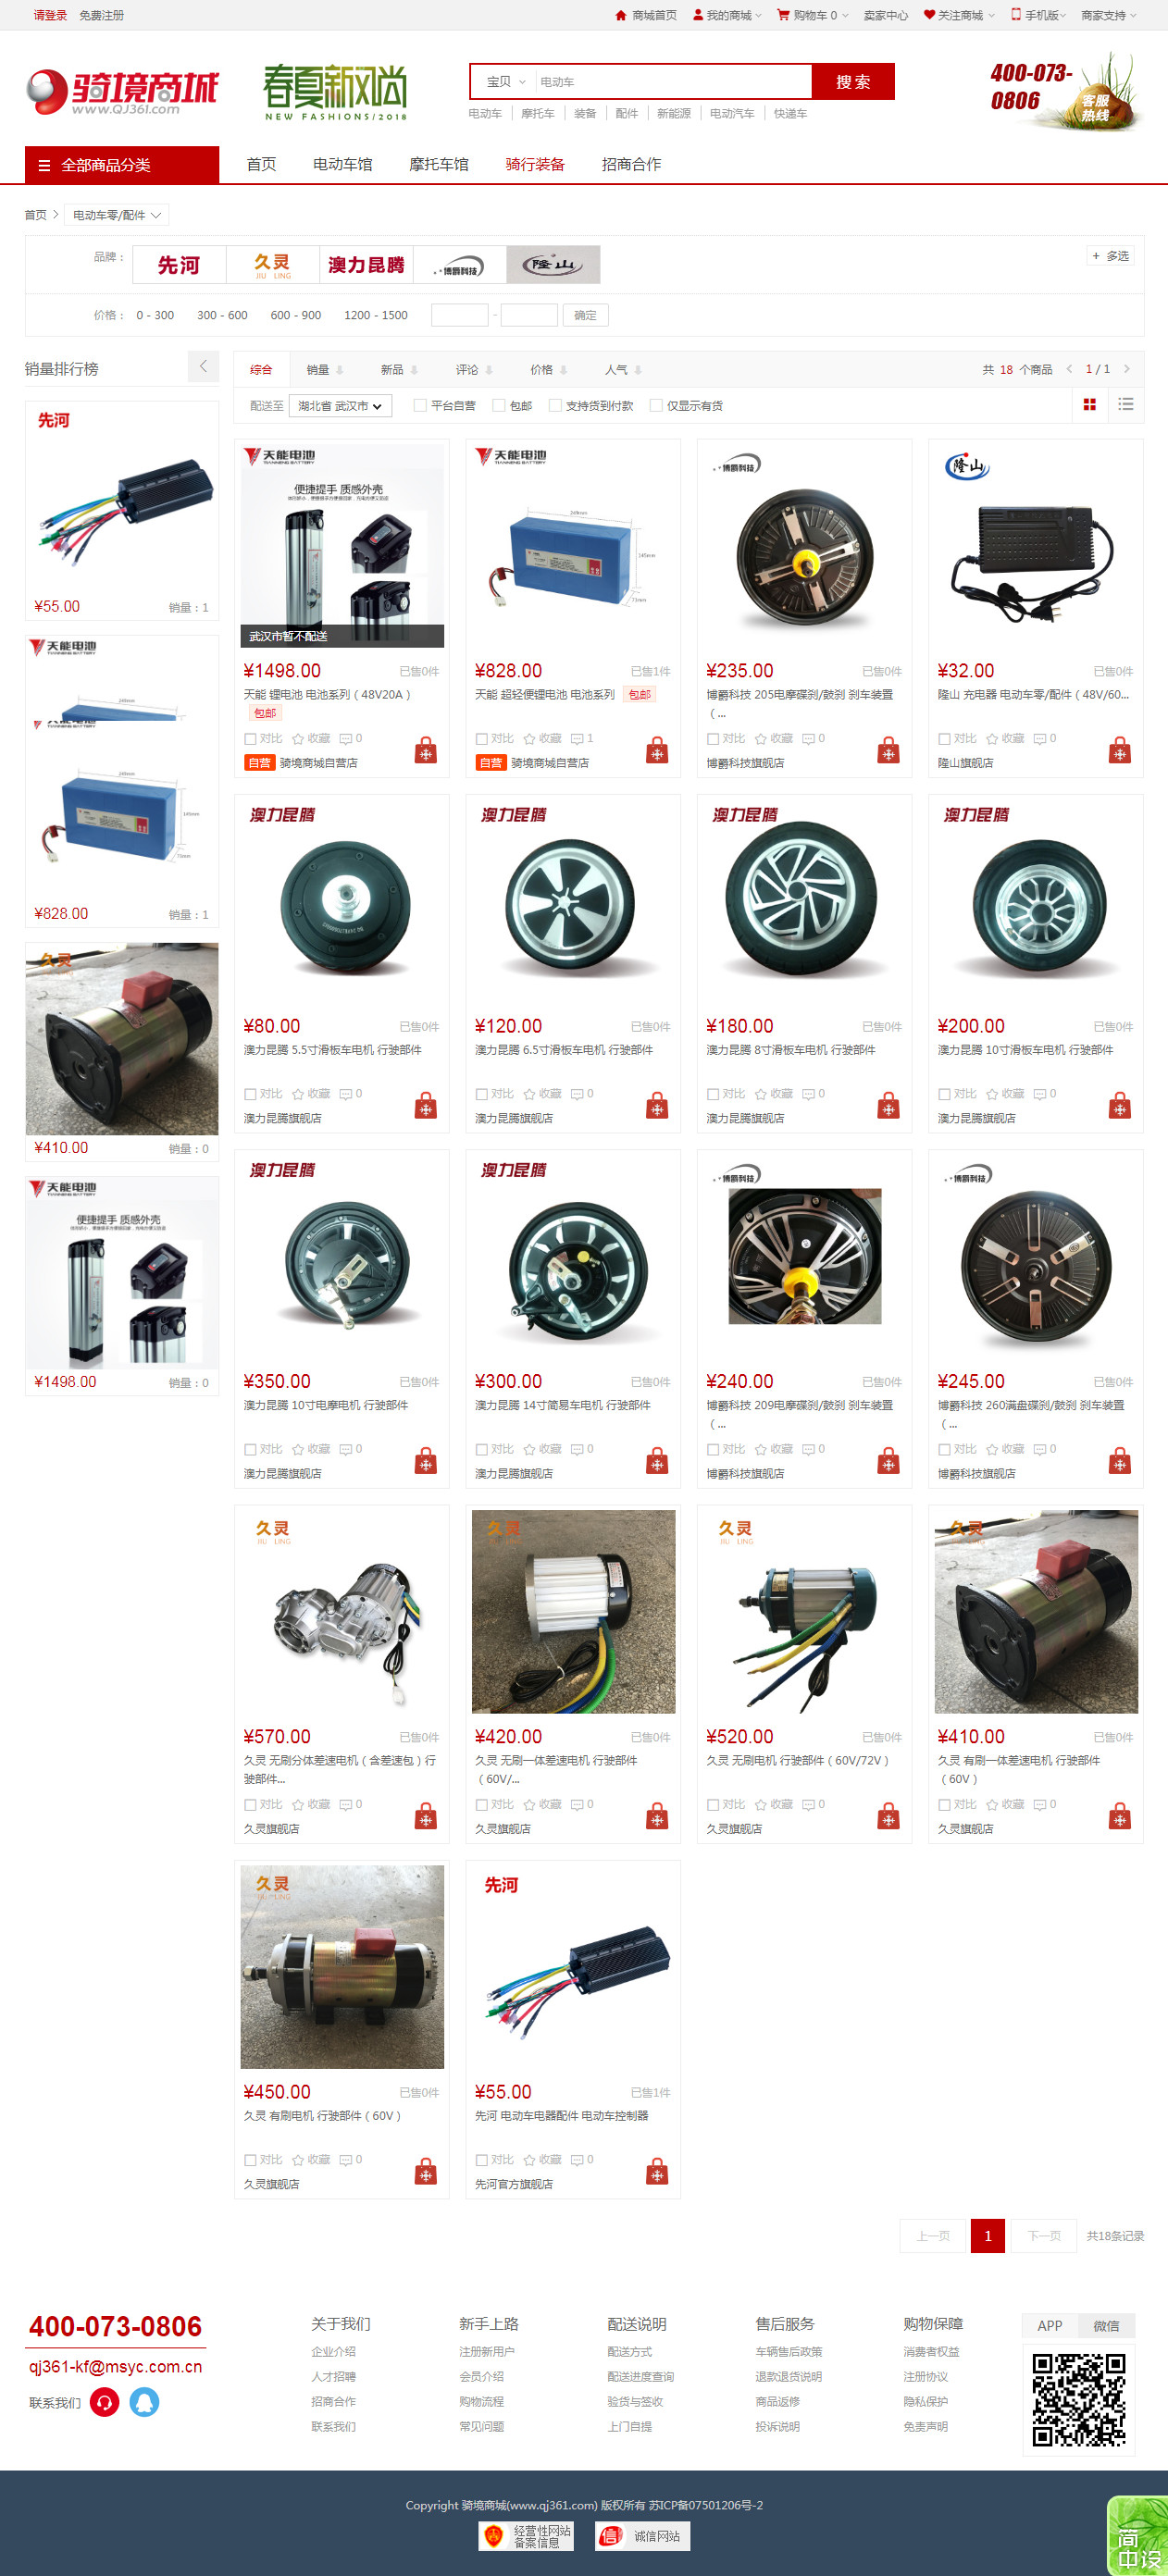 请登录 免费注册 商城首页 我的商城 购物车 0 卖家中心 关注商城 手机版 商家支持
骑境商城
www.QJ361.com
春夏新风尚
NEW FASHIONS/2018
宝贝 电动车 搜索
电动车 摩托车 装备 配件 新能源 电动汽车 快递车
400-073-
0806
客服
热线
全部商品分类 首页 电动车馆 摩托车馆 骑行装备 招商合作
首页 电动车零/配件
品牌： 先河 久灵 JIU LING 澳力昆腾 博爵科技 隆山 + 多选
价格： 0 - 300 300 - 600 600 - 900 1200 - 1500 - 确定
销量排行榜
先河
¥55.00 销量：1
天能电池
¥828.00 销量：1
久灵
¥410.00 销量：0
天能电池
TIANNENG BATTERY
便捷提手 质感外壳
¥1498.00 销量：0
综合 销量 新品 评论 价格 人气 共 18 个商品 1 / 1
配送至 湖北省 武汉市 平台自营 包邮 支持货到付款 仅显示有货
天能电池
TIANNENG BATTERY
便捷提手 质感外壳
武汉市暂不配送
¥1498.00 已售0件
天能 锂电池 电池系列（48V20A）
包邮
对比 收藏 0
自营 骑境商城自营店
天能电池
TIANNENG BATTERY
¥828.00 已售1件
天能 超轻便锂电池 电池系列 包邮
对比 收藏 1
自营 骑境商城自营店
博爵科技
¥235.00 已售0件
博爵科技 205电摩碟刹/鼓刹 刹车装置
（...
对比 收藏 0
博爵科技旗舰店
隆山
¥32.00 已售0件
隆山 充电器 电动车零/配件（48V/60...
对比 收藏 0
隆山旗舰店
澳力昆腾
¥80.00 已售0件
澳力昆腾 5.5寸滑板车电机 行驶部件
对比 收藏 0
澳力昆腾旗舰店
澳力昆腾
¥120.00 已售0件
澳力昆腾 6.5寸滑板车电机 行驶部件
对比 收藏 0
澳力昆腾旗舰店
澳力昆腾
¥180.00 已售0件
澳力昆腾 8寸滑板车电机 行驶部件
对比 收藏 0
澳力昆腾旗舰店
澳力昆腾
¥200.00 已售0件
澳力昆腾 10寸滑板车电机 行驶部件
对比 收藏 0
澳力昆腾旗舰店
澳力昆腾
¥350.00 已售0件
澳力昆腾 10寸电摩电机 行驶部件
对比 收藏 0
澳力昆腾旗舰店
澳力昆腾
¥300.00 已售0件
澳力昆腾 14寸简易车电机 行驶部件
对比 收藏 0
澳力昆腾旗舰店
博爵科技
¥240.00 已售0件
博爵科技 209电摩碟刹/鼓刹 刹车装置
（...
对比 收藏 0
博爵科技旗舰店
博爵科技
¥245.00 已售0件
博爵科技 260满盘碟刹/鼓刹 刹车装置
（...
对比 收藏 0
博爵科技旗舰店
久灵
JIU LING
¥570.00 已售0件
久灵 无刷分体差速电机（含差速包）行
驶部件...
对比 收藏 0
久灵旗舰店
久灵
¥420.00 已售0件
久灵 无刷一体差速电机 行驶部件
（60V/...
对比 收藏 0
久灵旗舰店
久灵
JIU LING
¥520.00 已售0件
久灵 无刷电机 行驶部件（60V/72V）
对比 收藏 0
久灵旗舰店
久灵
¥410.00 已售0件
久灵 有刷一体差速电机 行驶部件
（60V）
对比 收藏 0
久灵旗舰店
久灵
JIU LING
¥450.00 已售0件
久灵 有刷电机 行驶部件（60V）
对比 收藏 0
久灵旗舰店
先河
¥55.00 已售1件
先河 电动车电器配件 电动车控制器
对比 收藏 0
先河官方旗舰店
上一页 1 下一页 共18条记录
400-073-0806
qj361-kf@msyc.com.cn
联系我们
关于我们
企业介绍
人才招聘
招商合作
联系我们
新手上路
注册新用户
会员介绍
购物流程
常见问题
配送说明
配送方式
配送进度查询
验货与签收
上门自提
售后服务
车辆售后政策
退款退货说明
商品返修
投诉说明
购物保障
消费者权益
注册协议
隐私保护
免责声明
APP 微信
Copyright 骑境商城(www.qj361.com) 版权所有 苏ICP备07501206号-2
经营性网站
备案信息
诚信网站
简
中设